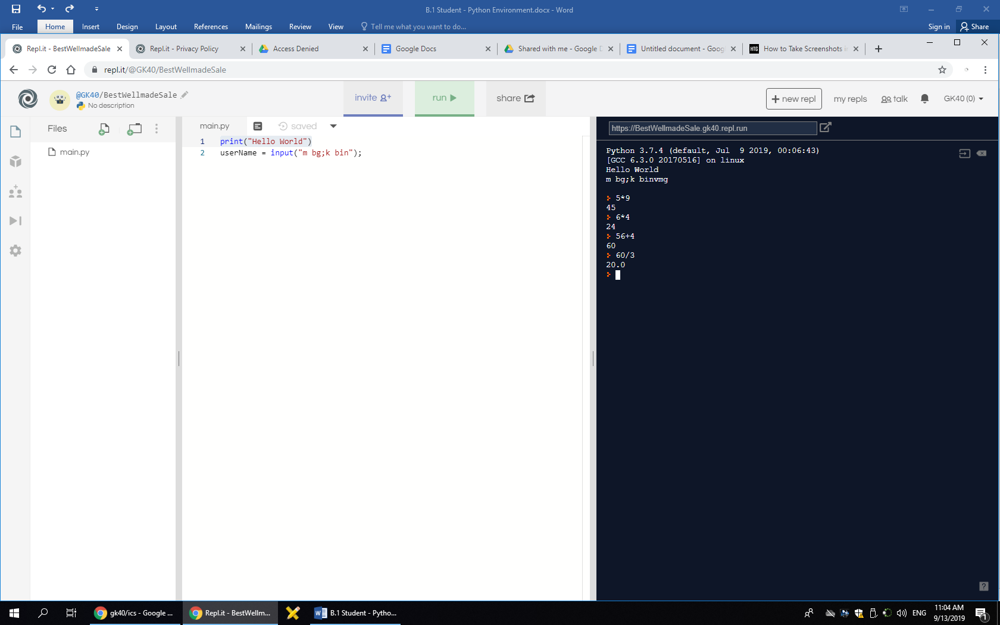 B.1 Student - Python Environment.docx - Word
File Home Insert Design Layout References Mailings Review View Tell me what you want to do... Sign in Share
Repl.it - BestWellmadeSale Repl.it - Privacy Policy Access Denied Google Docs Shared with me - Google D Untitled document - Goog HTG How to Take Screenshots i
repl.it/@GK40/BestWellmadeSale
@GK40/BestWellmadeSale
No description
invite run share + new repl my repls talk GK40 (0)
Files
main.py
main.py saved
1 print("Hello World")
2 userName = input("m bg;k bin");
https://BestWellmadeSale.gk40.repl.run
Python 3.7.4 (default, Jul  9 2019, 00:06:43)
[GCC 6.3.0 20170516] on linux
Hello World
m bg;k binvmg
5*9
45
6*4
24
56+4
60
60/3
20.0
?
gk40/ics - Google ... Repl.it - BestWellm... B.1 Student - Pytho... ENG
11:04 AM
9/13/2019
1